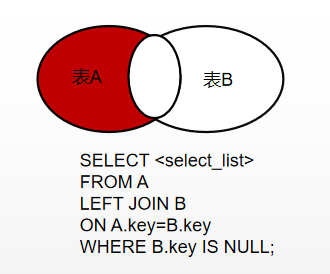 表A
表B
SELECT <select_list>
FROM A
LEFT JOIN B
ON A.key=B.key
WHERE B.key IS NULL;